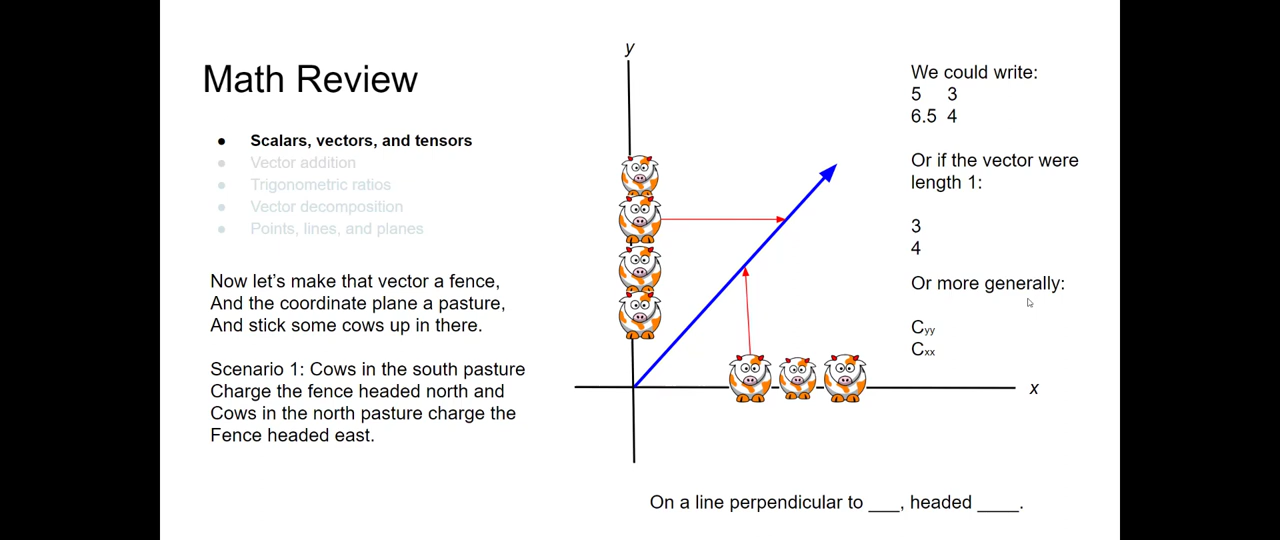 Math Review
● Scalars, vectors, and tensors
● Vector addition
● Trigonometric ratios
● Vector decomposition
● Points, lines, and planes
Now let's make that vector a fence,
And the coordinate plane a pasture,
And stick some cows up in there.
Scenario 1: Cows in the south pasture
Charge the fence headed north and
Cows in the north pasture charge the
Fence headed east.
y
x
We could write:
5 3
6.5 4
Or if the vector were
length 1:
3
4
Or more generally:
Cyy
Cxx
On a line perpendicular to ___, headed ____.